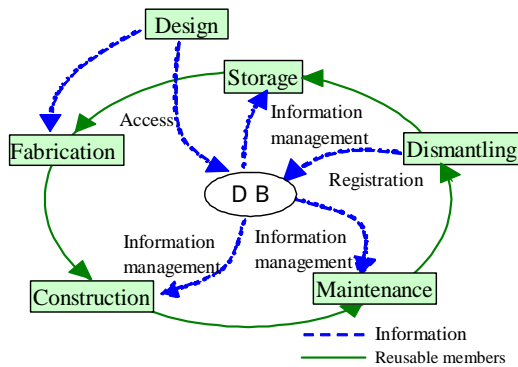 Design
Storage
Access
Information
management
Fabrication
Dismantling
Registration
D B
Information
management
Information
management
Construction
Maintenance
Information
Reusable members